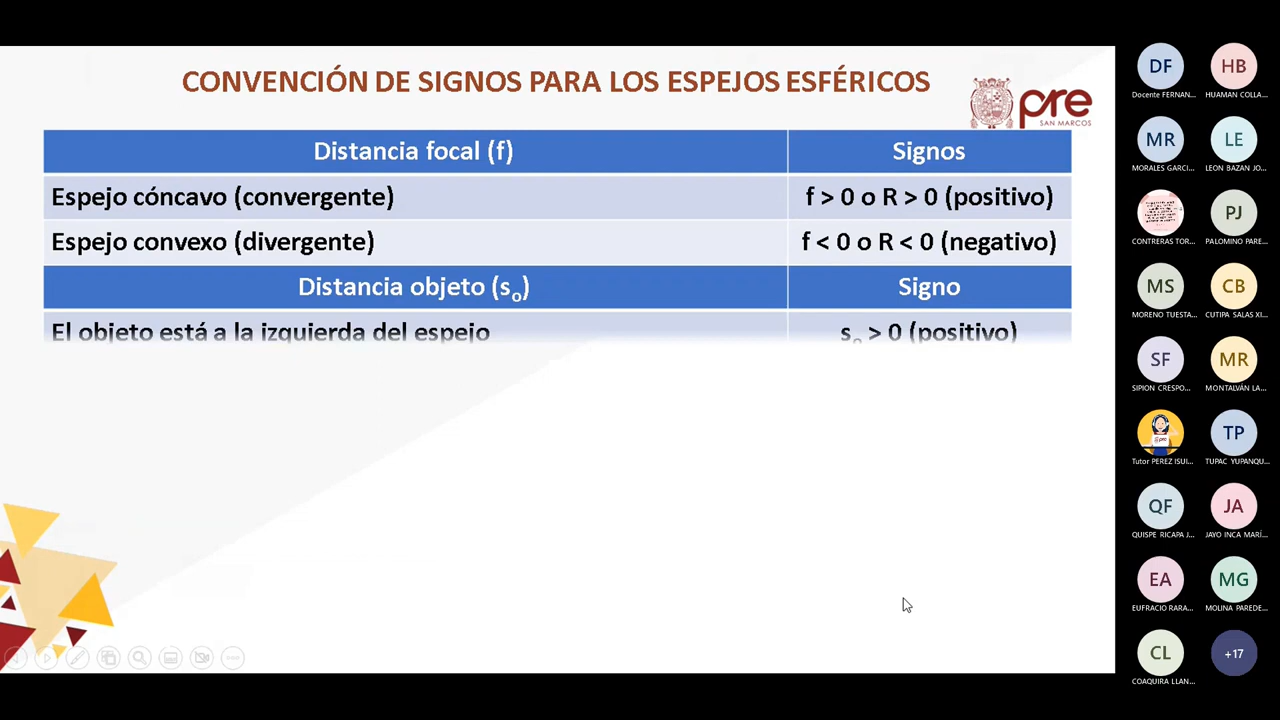 CONVENCIÓN DE SIGNOS PARA LOS ESPEJOS ESFÉRICOS
pre
SAN MARCOS
Distancia focal (f) Signos
Espejo cóncavo (convergente) f > 0 o R > 0 (positivo)
Espejo convexo (divergente) f < 0 o R < 0 (negativo)
Distancia objeto (so) Signo
El objeto está a la izquierda del espejo so > 0 (positivo)
DF HB
Docente FERNAN... HUAMAN COLLA...
MR LE
MORALES GARCI... LEON BAZAN JO...
PJ
CONTRERAS TOR... PALOMINO PARE...
MS CB
MORENO TUESTA... CUTIPA SALAS XI...
SF MR
SIPION CRESPO... MONTALVÁN LA...
TP
Tutor PEREZ ISUI... TUPAC YUPANQU...
QF JA
QUISPE RICAPA J... JAYO INCA MARÍ...
EA MG
EUFRACIO RARA... MOLINA PAREDE...
CL +17
COAQUIRA LLAN...